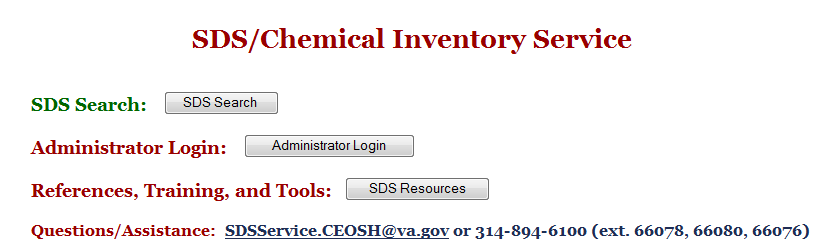 SDS/Chemical Inventory Service
SDS Search: SDS Search
Administrator Login: Administrator Login
References, Training, and Tools: SDS Resources
Questions/Assistance: SDSService.CEOSH@va.gov or 314-894-6100 (ext. 66078, 66080, 66076)